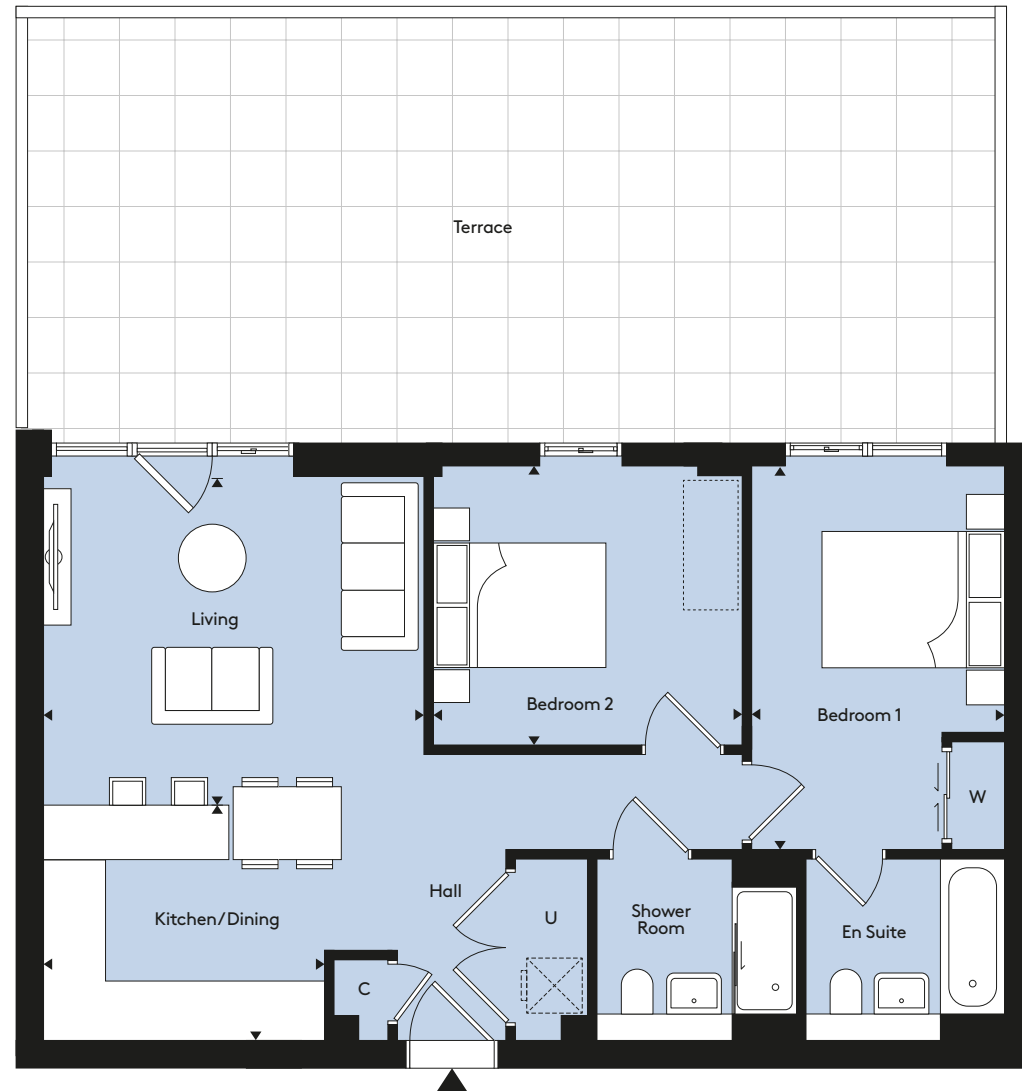 Terrace
Living
Bedroom 2
Bedroom 1
W
Hall
Kitchen/Dining
U
Shower
Room
En Suite
C